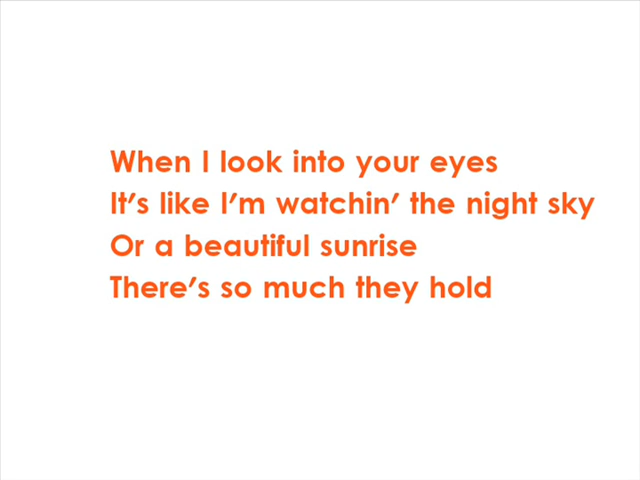 When I look into your eyes
It's like I'm watchin' the night sky
Or a beautiful sunrise
There's so much they hold